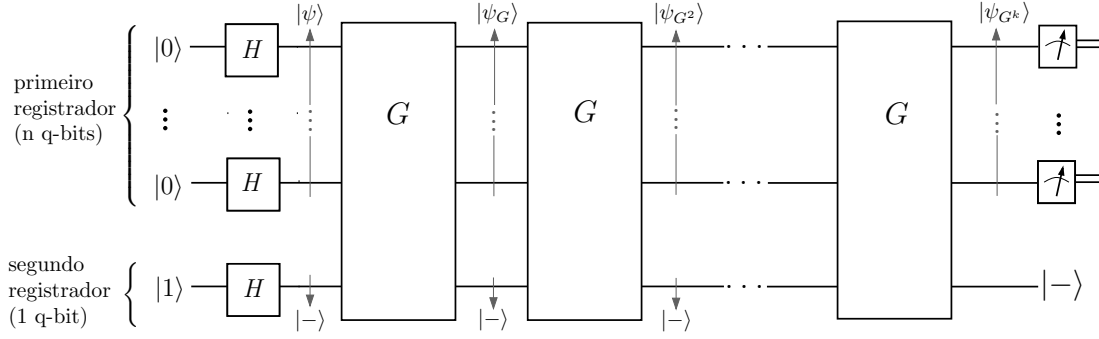 |ψ⟩ |ψ_G⟩ |ψ_{G²}⟩ |ψ_{G^k}⟩
|0⟩ H . . .
primeiro
registrador
(n q-bits)
G G G
|0⟩ H . . .
segundo
registrador
(1 q-bit)
|1⟩ H . . . |−⟩
|−⟩ |−⟩ |−⟩